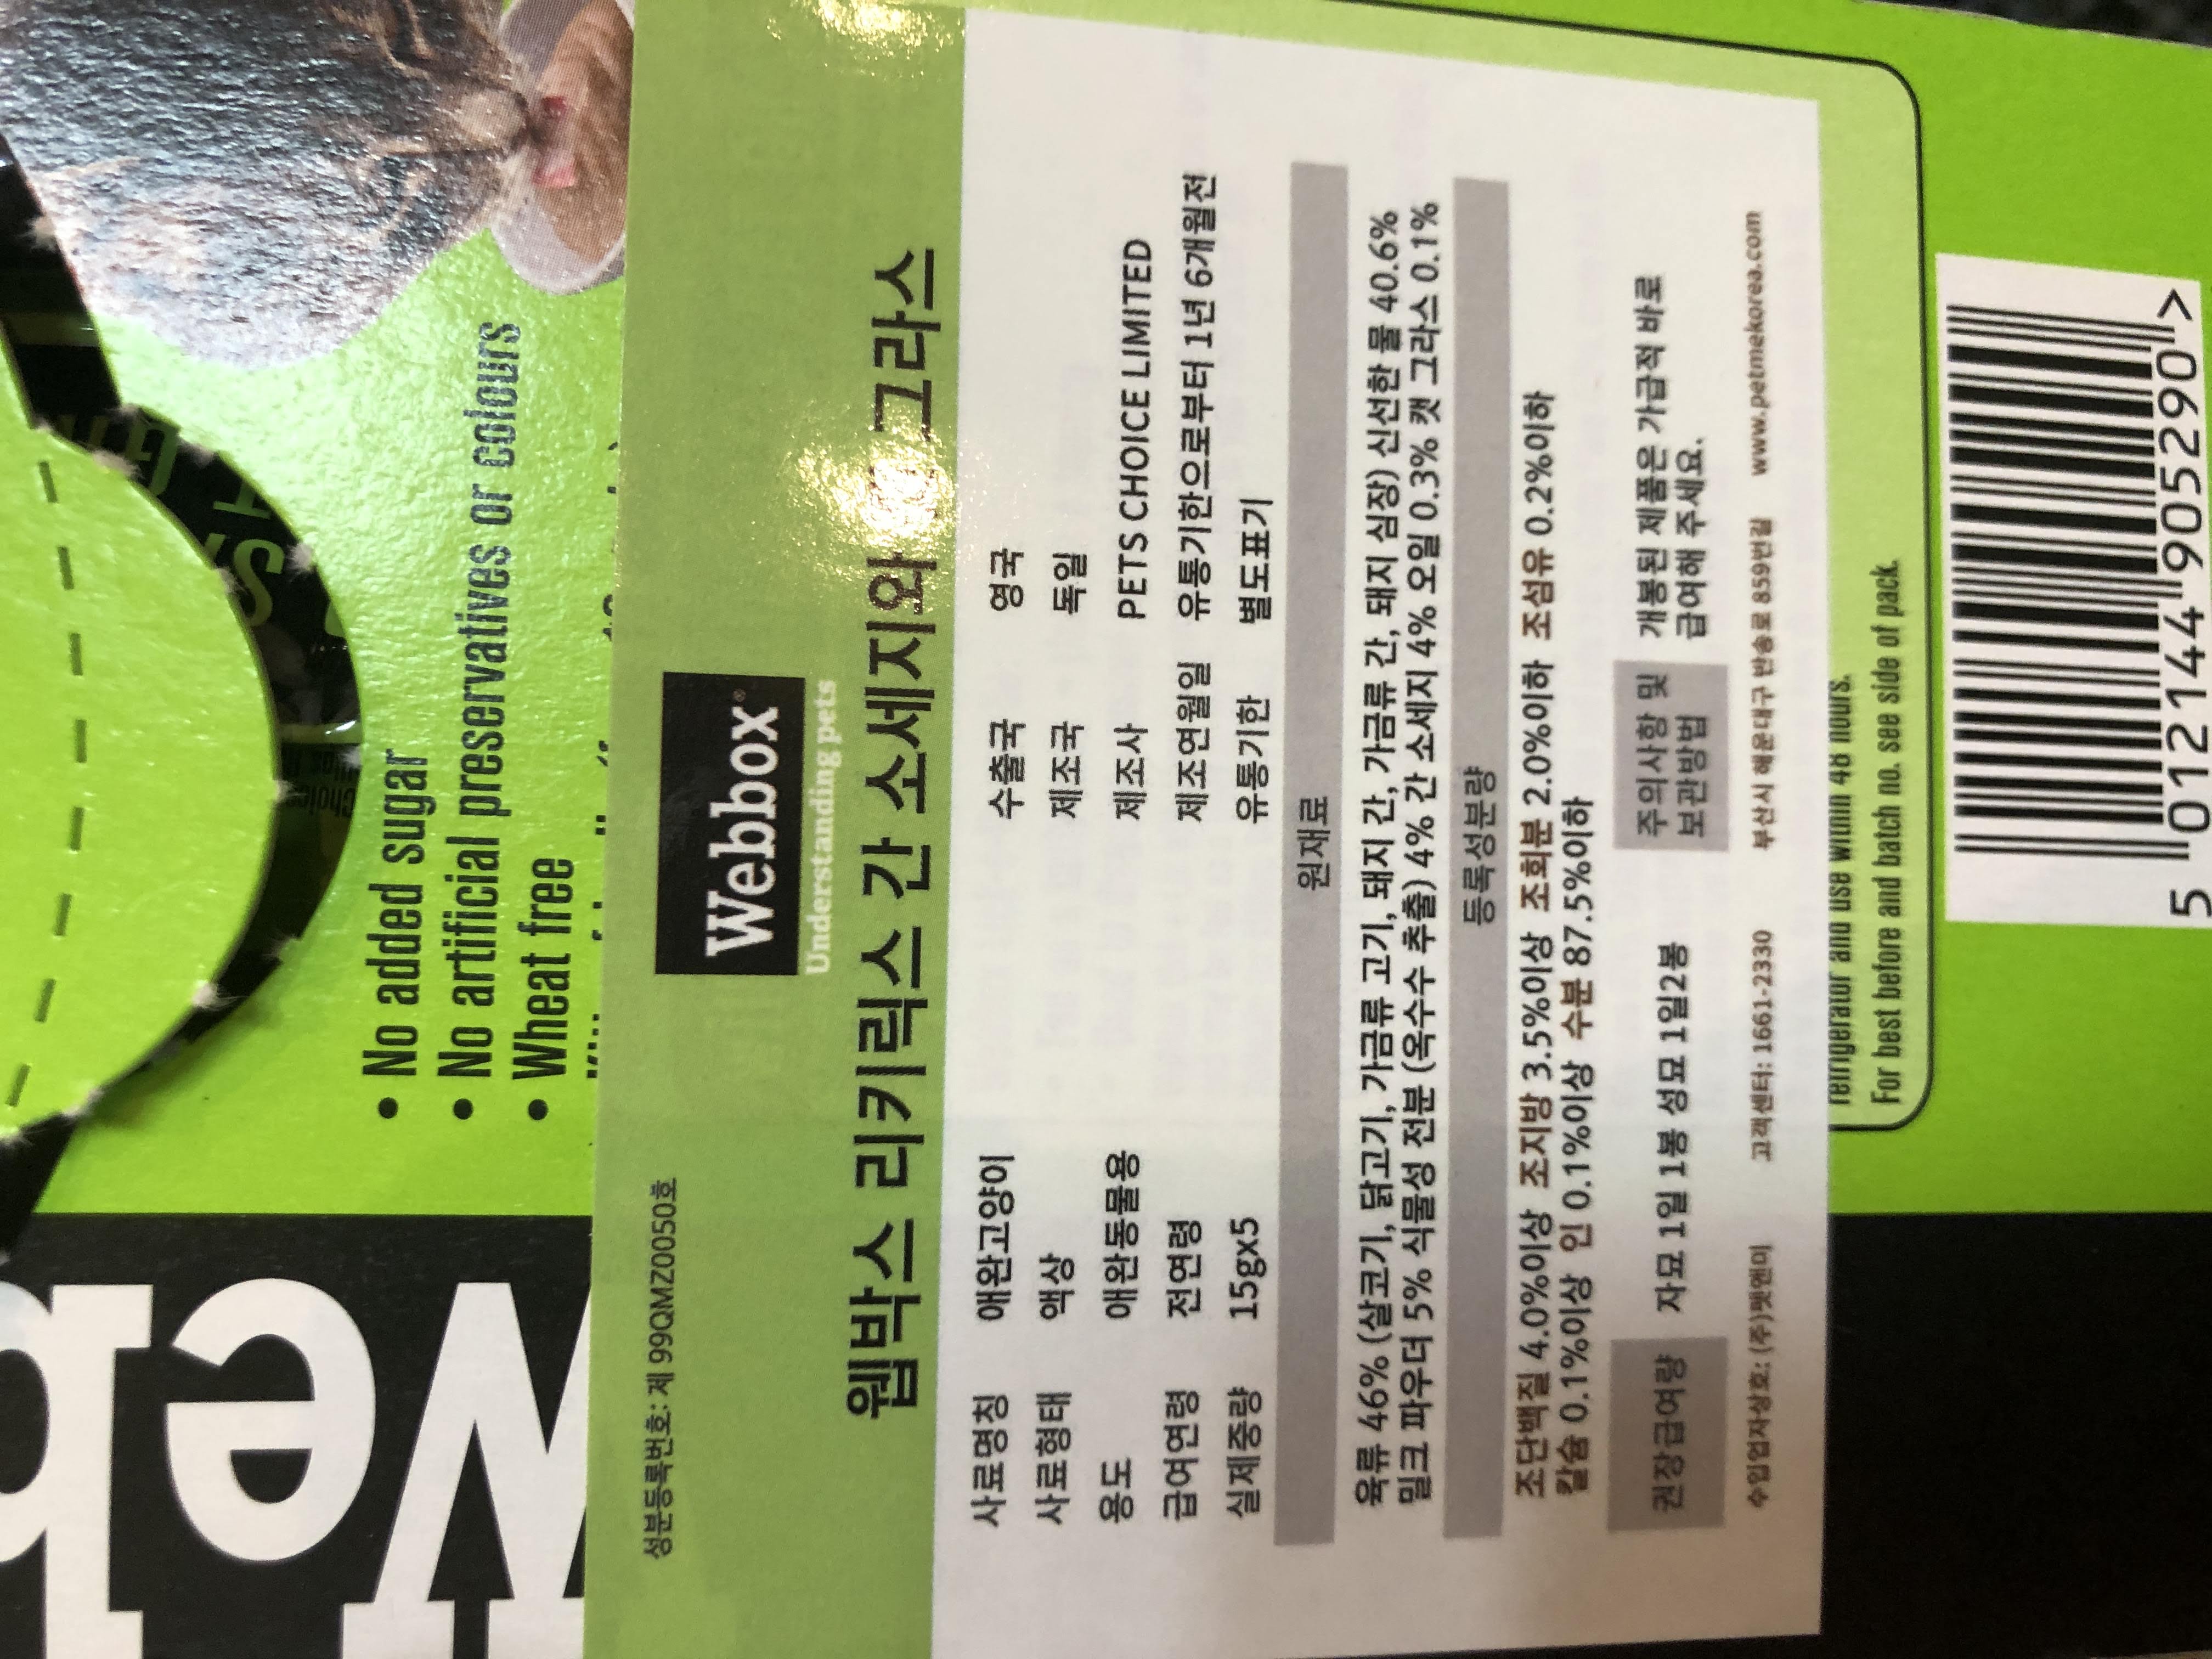 Web
• No added sugar
• No artificial preservatives or colours
• Wheat free
성분등록번호: 제 99QMZ0050호
Webbox®
Understanding pets
웹박스 리키릭스 간 소세지와 그라스
사료명칭 애완고양이
사료형태 액상
용도 애완동물용
급여연령 전연령
실제중량 15gx5
수출국 영국
제조국 독일
제조사 PETS CHOICE LIMITED
제조연월일 유통기한으로부터 1년 6개월전
유통기한 별도표기
원재료
육류 46% (살코기, 닭고기, 가금류 고기, 돼지 간, 가금류 간, 돼지 심장) 신선한 물 40.6%
밀크 파우더 5% 식물성 전분 (옥수수 추출) 4% 간 소세지 4% 오일 0.3% 캣 그라스 0.1%
등록성분량
조단백질 4.0%이상 조지방 3.5%이상 조회분 2.0%이하 조섬유 0.2%이하
칼슘 0.1%이상 인 0.1%이상 수분 87.5%이하
권장급여량 자묘 1일 1봉 성묘 1일2봉
주의사항 및
보관방법
개봉된 제품은 가급적 바로
급여해 주세요.
수입업자상호: (주)펫앤미 고객센터: 1661-2330 부산시 해운대구 반송로 859번길 www.petmekorea.com
refrigerator and use within 48 hours.
For best before and batch no. see side of pack.
5 012144 905290 >